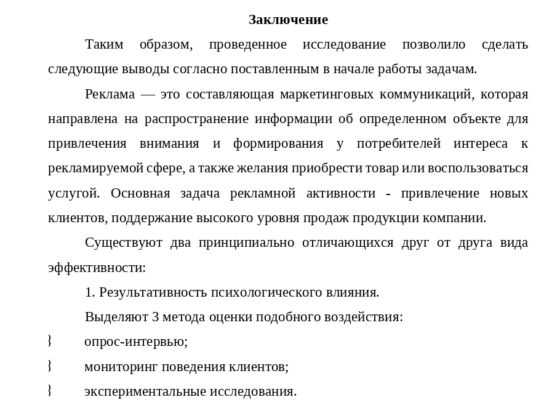 Заключение
Таким образом, проведенное исследование позволило сделать
следующие выводы согласно поставленным в начале работы задачам.
Реклама — это составляющая маркетинговых коммуникаций, которая
направлена на распространение информации об определенном объекте для
привлечения внимания и формирования у потребителей интереса к
рекламируемой сфере, а также желания приобрести товар или воспользоваться
услугой. Основная задача рекламной активности - привлечение новых
клиентов, поддержание высокого уровня продаж продукции компании.
Существуют два принципиально отличающихся друг от друга вида
эффективности:
1. Результативность психологического влияния.
Выделяют 3 метода оценки подобного воздействия:
} опрос-интервью;
} мониторинг поведения клиентов;
} экспериментальные исследования.